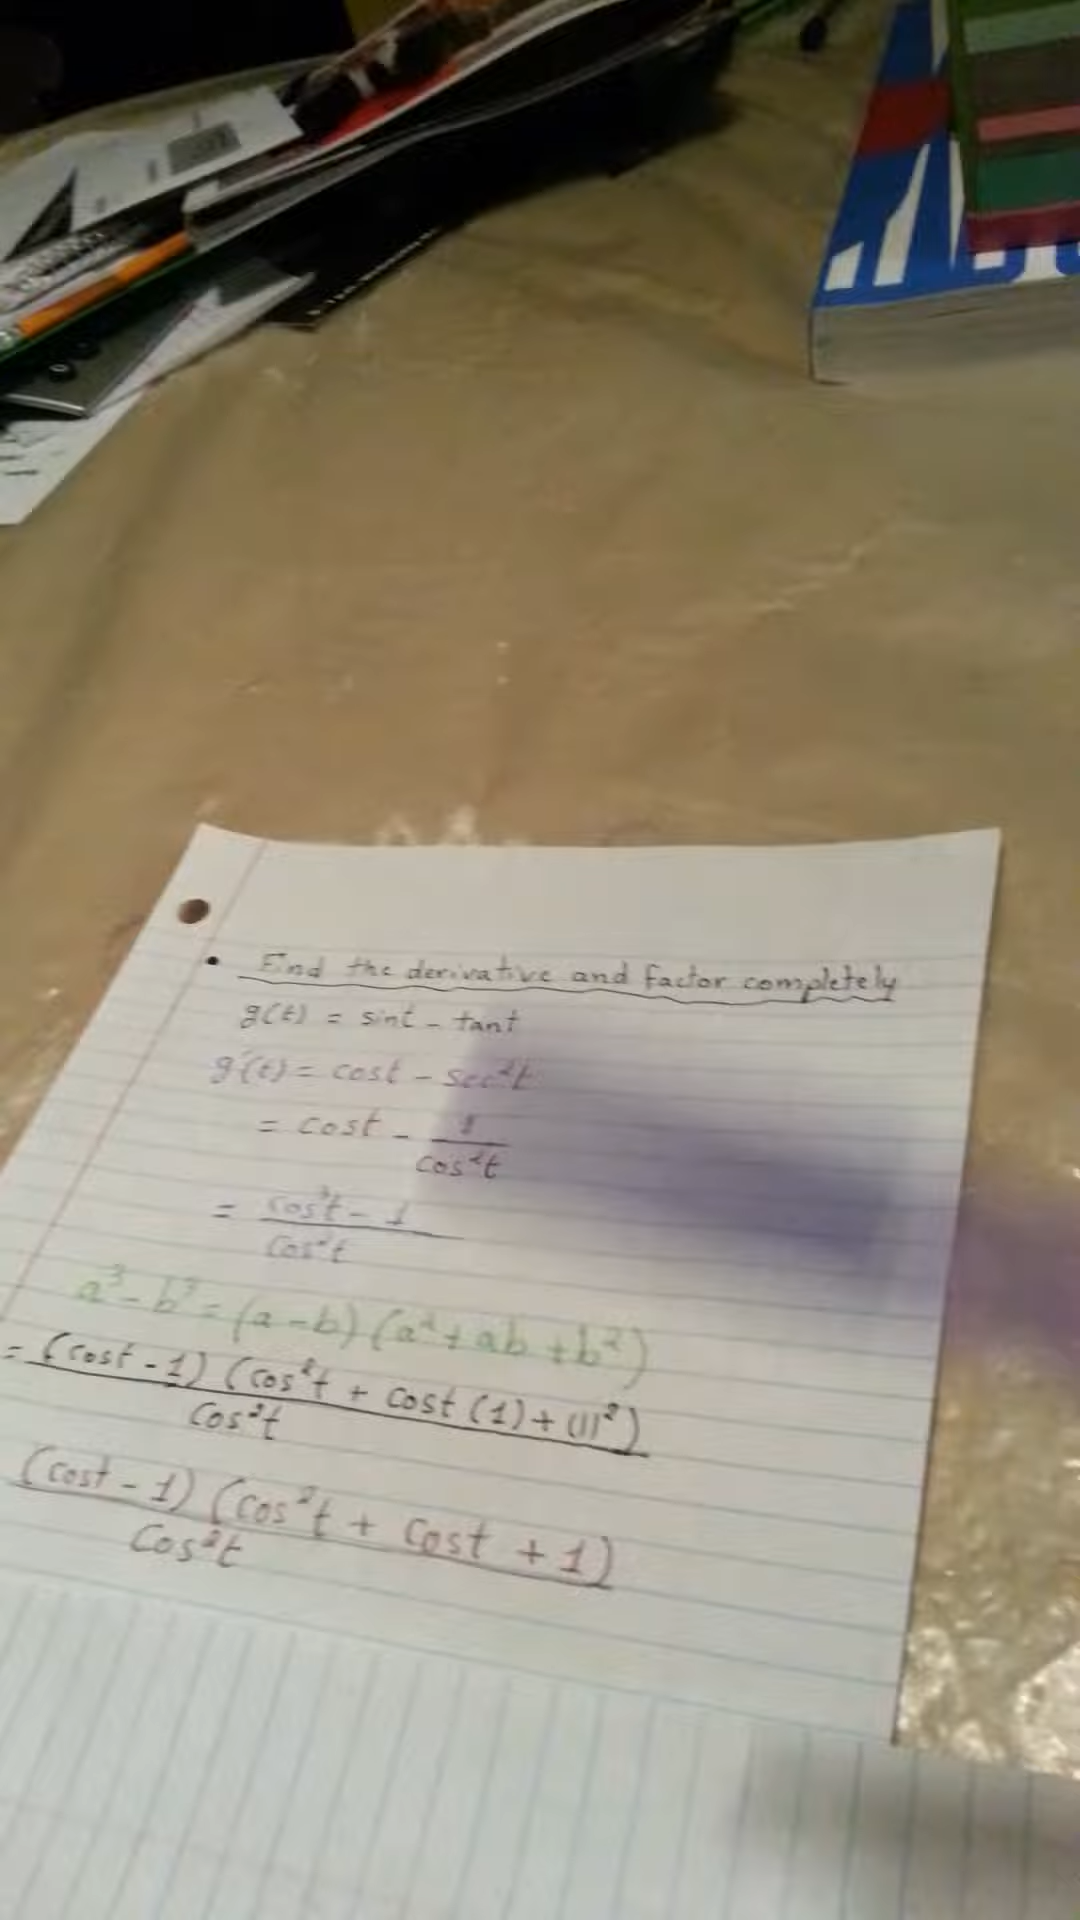 • Find the derivative and factor completely
g(t) = sint - tant
g'(t) = cost - sec²t
= cost - 1/cos²t
= cos³t - 1/cos²t
a³ - b³ = (a - b) (a² + ab + b²)
= (cost - 1) (cos²t + cost (1) + (1)²)/cos²t
(cost - 1) (cos²t + cost + 1)/cos²t